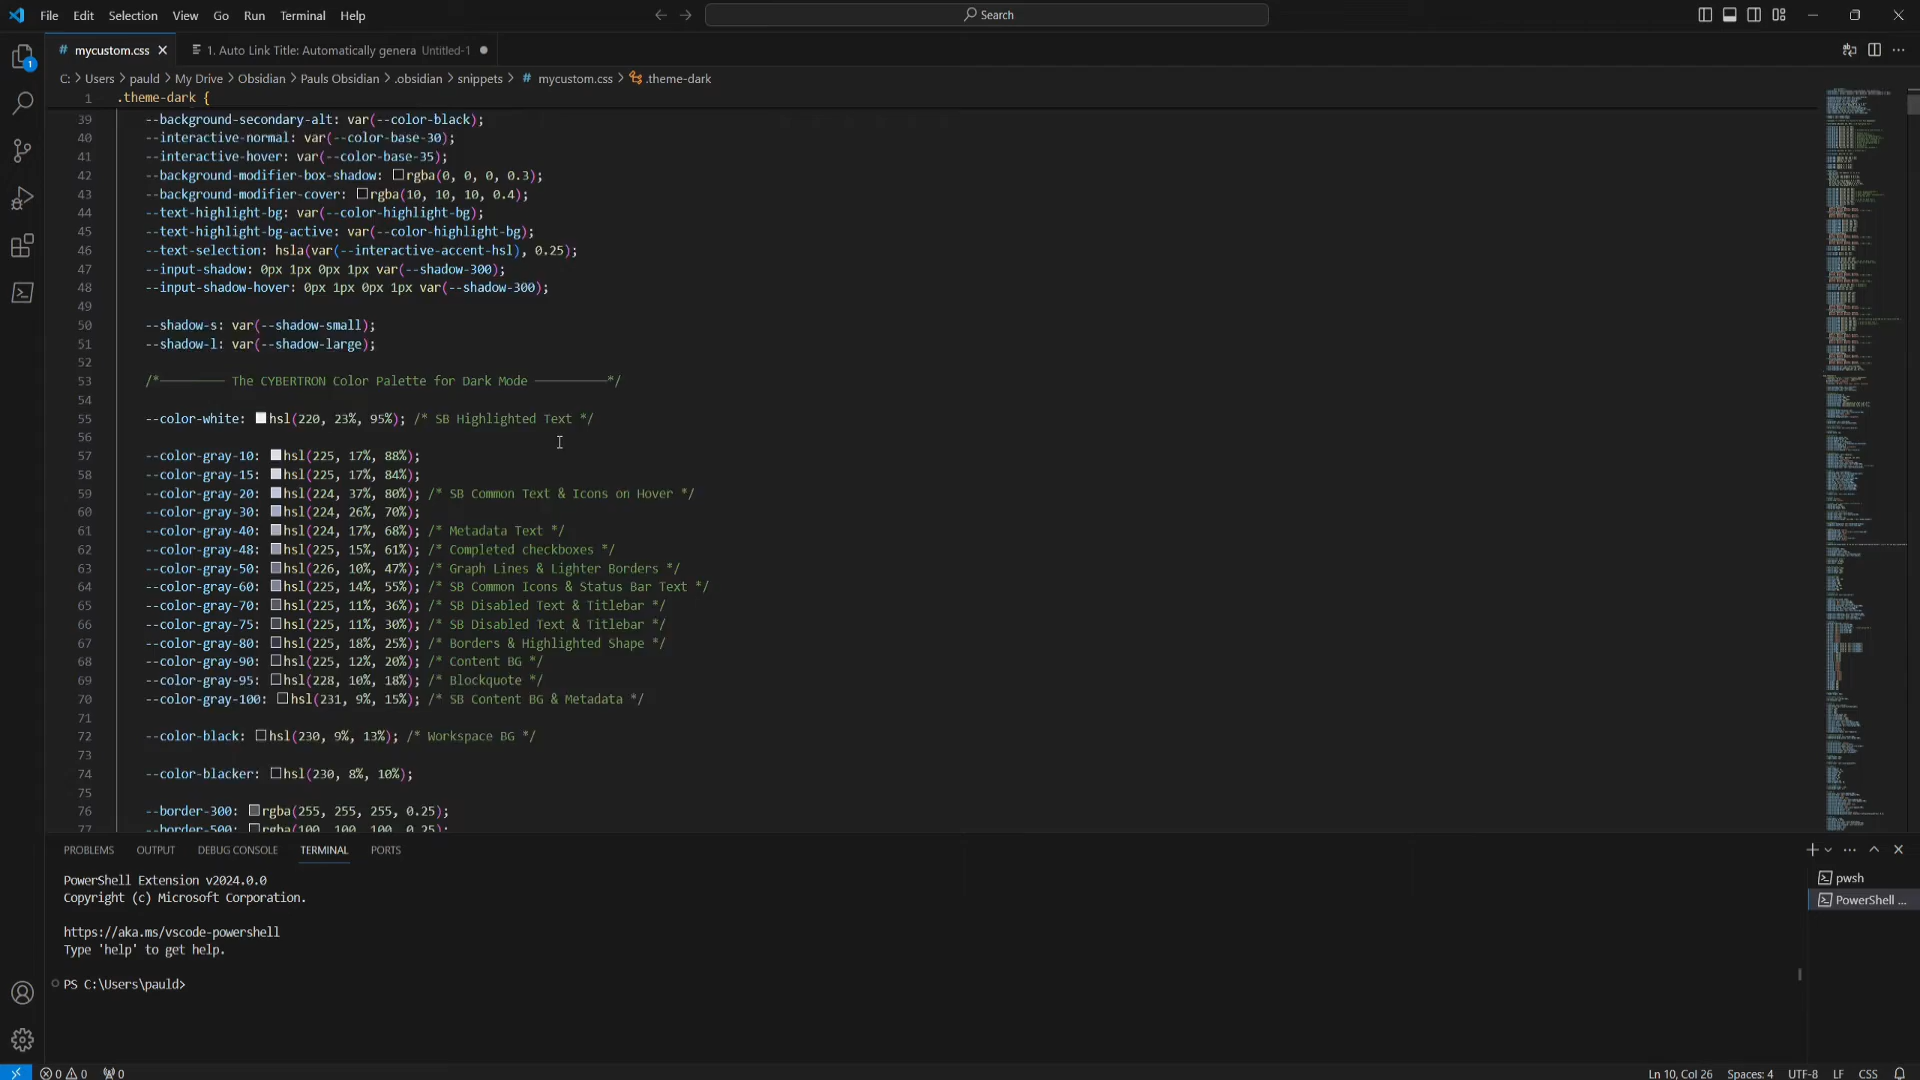 File Edit Selection View Go Run Terminal Help
Search
# mycustom.css
1. Auto Link Title: Automatically genera Untitled-1
C: > Users > pauld > My Drive > Obsidian > Pauls Obsidian > .obsidian > snippets > # mycustom.css > .theme-dark
1 .theme-dark {
39 --background-secondary-alt: var(--color-black);
40 --interactive-normal: var(--color-base-30);
41 --interactive-hover: var(--color-base-35);
42 --background-modifier-box-shadow: rgba(0, 0, 0, 0.3);
43 --background-modifier-cover: rgba(10, 10, 10, 0.4);
44 --text-highlight-bg: var(--color-highlight-bg);
45 --text-highlight-bg-active: var(--color-highlight-bg);
46 --text-selection: hsla(var(--interactive-accent-hsl), 0.25);
47 --input-shadow: 0px 1px 0px 1px var(--shadow-300);
48 --input-shadow-hover: 0px 1px 0px 1px var(--shadow-300);
49
50 --shadow-s: var(--shadow-small);
51 --shadow-l: var(--shadow-large);
52
53 /*───────── The CYBERTRON Color Palette for Dark Mode ──────────*/
54
55 --color-white: hsl(220, 23%, 95%); /* SB Highlighted Text */
56
57 --color-gray-10: hsl(225, 17%, 88%);
58 --color-gray-15: hsl(225, 17%, 84%);
59 --color-gray-20: hsl(224, 37%, 80%); /* SB Common Text & Icons on Hover */
60 --color-gray-30: hsl(224, 26%, 70%);
61 --color-gray-40: hsl(224, 17%, 68%); /* Metadata Text */
62 --color-gray-48: hsl(225, 15%, 61%); /* Completed checkboxes */
63 --color-gray-50: hsl(226, 10%, 47%); /* Graph Lines & Lighter Borders */
64 --color-gray-60: hsl(225, 14%, 55%); /* SB Common Icons & Status Bar Text */
65 --color-gray-70: hsl(225, 11%, 36%); /* SB Disabled Text & Titlebar */
66 --color-gray-75: hsl(225, 11%, 30%); /* SB Disabled Text & Titlebar */
67 --color-gray-80: hsl(225, 18%, 25%); /* Borders & Highlighted Shape */
68 --color-gray-90: hsl(225, 12%, 20%); /* Content BG */
69 --color-gray-95: hsl(228, 10%, 18%); /* Blockquote */
70 --color-gray-100: hsl(231, 9%, 15%); /* SB Content BG & Metadata */
71
72 --color-black: hsl(230, 9%, 13%); /* Workspace BG */
73
74 --color-blacker: hsl(230, 8%, 10%);
75
76 --border-300: rgba(255, 255, 255, 0.25);
77 --border-500: rgba(100, 100, 100, 0.25);
PROBLEMS OUTPUT DEBUG CONSOLE TERMINAL PORTS
PowerShell Extension v2024.0.0
Copyright (c) Microsoft Corporation.
https://aka.ms/vscode-powershell
Type 'help' to get help.
PS C:\Users\pauld>
pwsh
PowerShell ...
1
0 0 0
Ln 10, Col 26 Spaces: 4 UTF-8 LF CSS